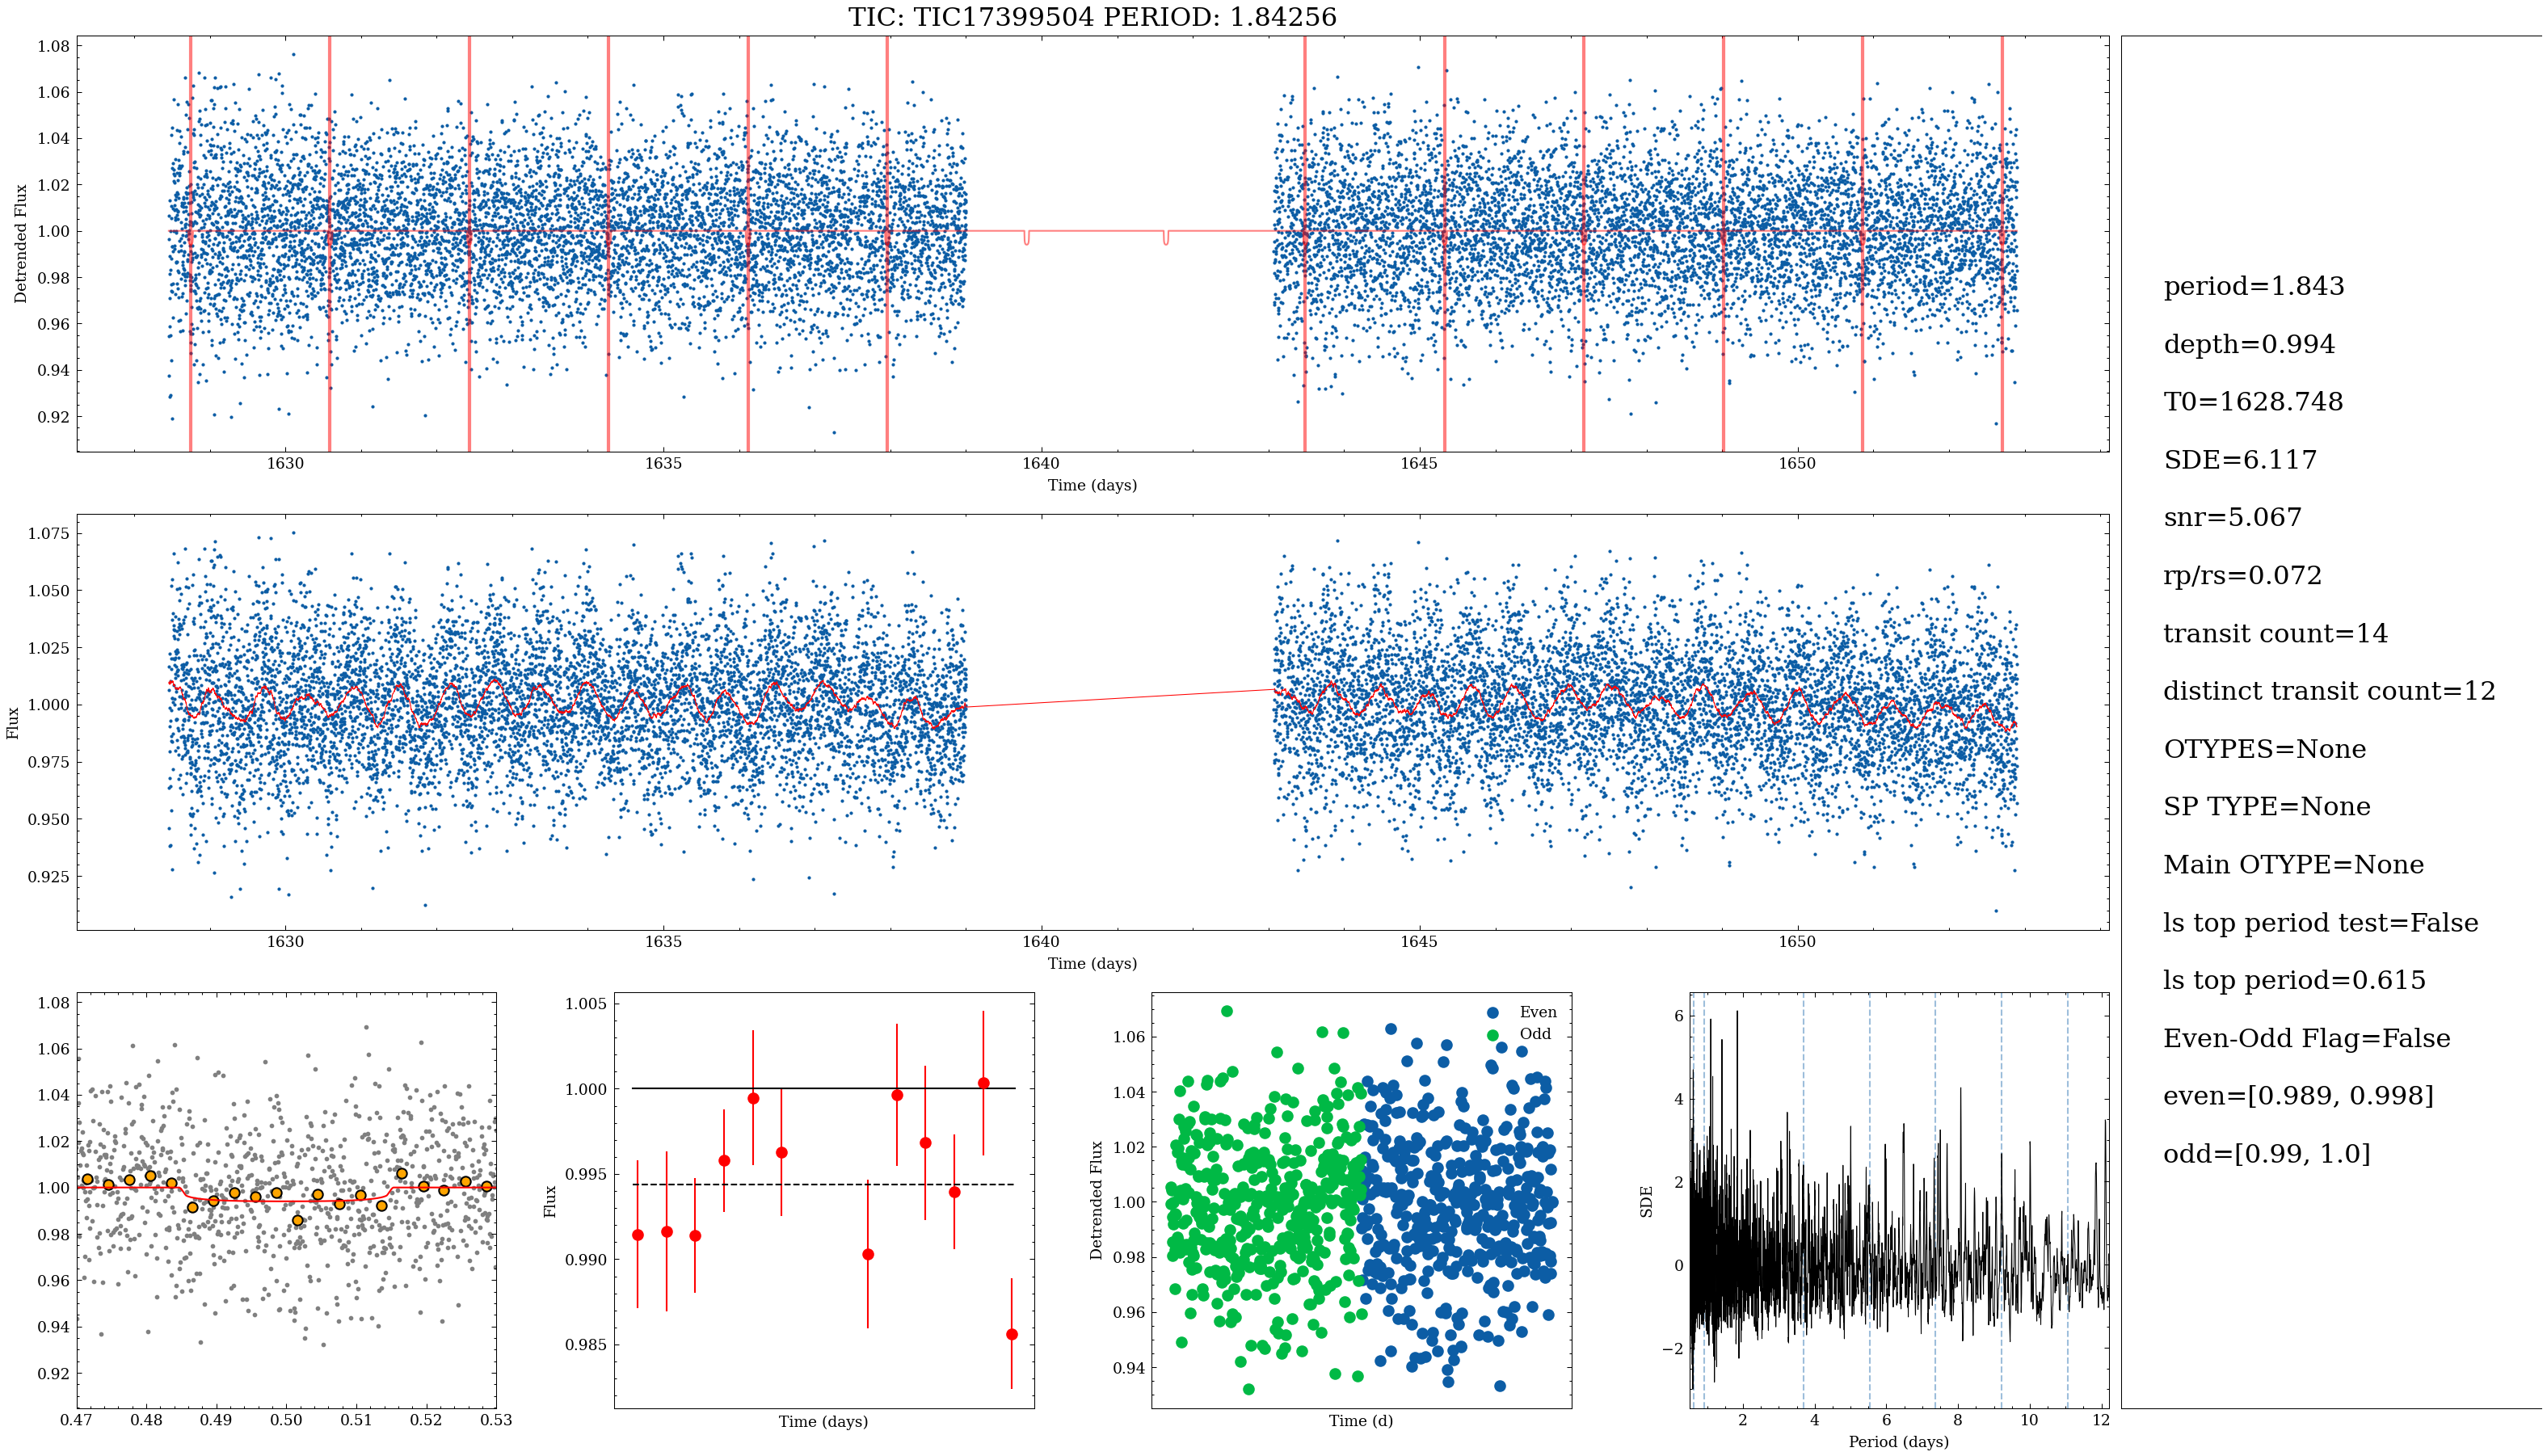 TIC: TIC17399504 PERIOD: 1.84256
1.08
1.06
1.04
1.02
1.00
0.98
0.96
0.94
0.92
Detrended Flux
1630 1635 1640 1645 1650
Time (days)
1.075
1.050
1.025
1.000
0.975
0.950
0.925
Flux
1630 1635 1640 1645 1650
Time (days)
1.08
1.06
1.04
1.02
1.00
0.98
0.96
0.94
0.92
0.47 0.48 0.49 0.50 0.51 0.52 0.53
1.005
1.000
0.995
0.990
0.985
Flux
Time (days)
1.06
1.04
1.02
1.00
0.98
0.96
0.94
Detrended Flux
Even
Odd
Time (d)
6
4
2
0
−2
SDE
2 4 6 8 10 12
Period (days)
period=1.843
depth=0.994
T0=1628.748
SDE=6.117
snr=5.067
rp/rs=0.072
transit count=14
distinct transit count=12
OTYPES=None
SP TYPE=None
Main OTYPE=None
ls top period test=False
ls top period=0.615
Even-Odd Flag=False
even=[0.989, 0.998]
odd=[0.99, 1.0]